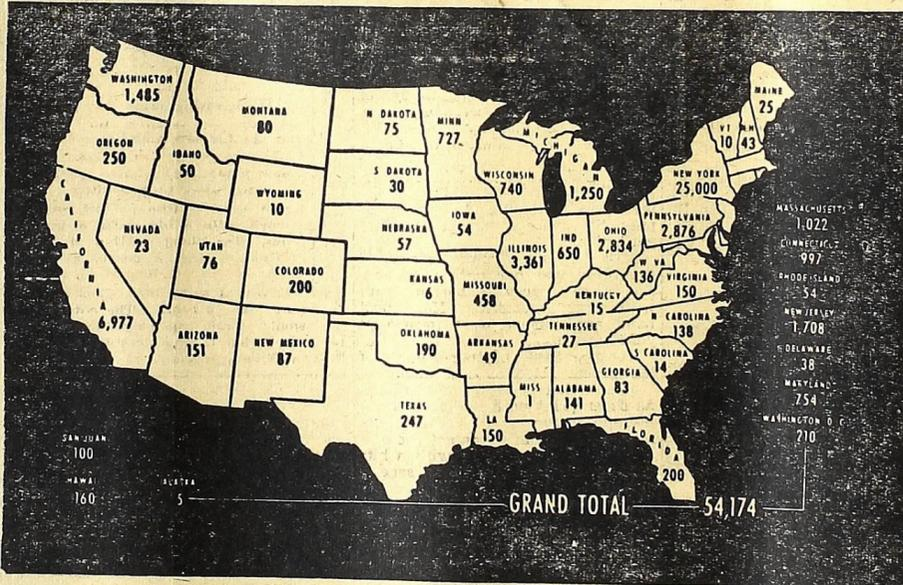 WASHINGTON
1,485
OREGON
250
CALIFORNIA
6,977
IDAHO
50
NEVADA
23
MONTANA
80
WYOMING
10
UTAH
76
COLORADO
200
ARIZONA
151
NEW MEXICO
87
N DAKOTA
75
S DAKOTA
30
NEBRASKA
57
KANSAS
6
OKLAHOMA
190
TEXAS
247
MINN
727
IOWA
54
MISSOURI
458
ARKANSAS
49
LA
150
WISCONSIN
740
ILLINOIS
3,361
MICHIGAN
1,250
IND
650
OHIO
2,834
KENTUCKY
15
TENNESSEE
27
MISS
1
ALABAMA
141
GEORGIA
83
FLORIDA
200
S CAROLINA
14
N CAROLINA
138
VIRGINIA
150
W VA
136
PENNSYLVANIA
2,876
NEW YORK
25,000
VT
10
NH
43
MAINE
25
MASSACHUSETTS
1,022
CONNECTICUT
997
RHODE ISLAND
54
NEW JERSEY
1,708
DELAWARE
38
MARYLAND
754
WASHINGTON D C
210
SAN JUAN
100
HAWAI
160
ALASKA
5
GRAND TOTAL 54,174